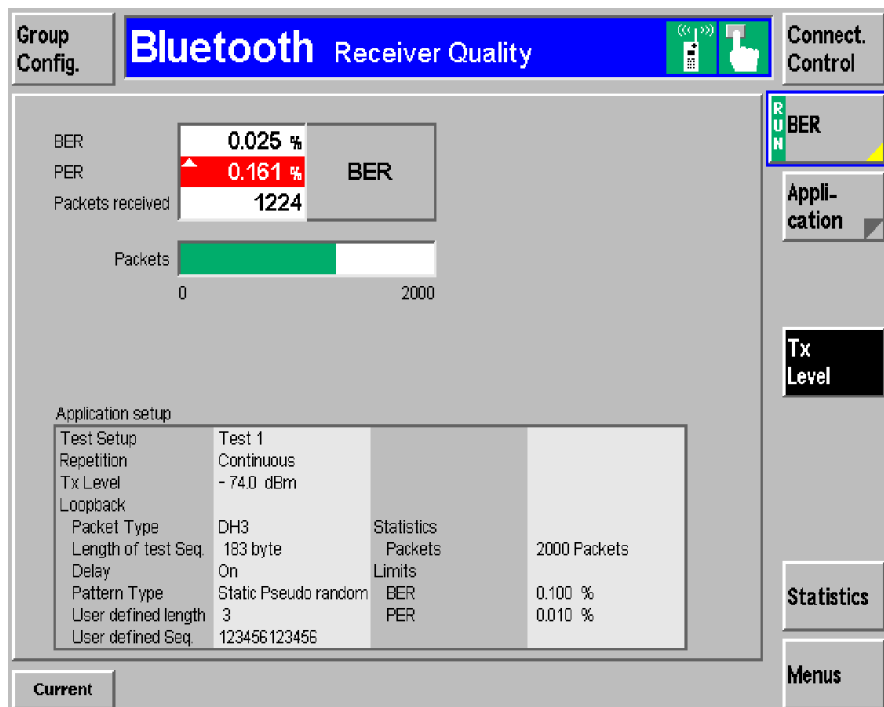 Group
Config.
Bluetooth Receiver Quality
Connect.
Control
BER 0.025 %
PER 0.161 %
BER
Packets received 1224
Packets
0 2000
RUN
BER
Appli-
cation
Tx
Level
Application setup
Test Setup Test 1
Repetition Continuous
Tx Level - 74.0 dBm
Loopback
Packet Type DH3 Statistics
Length of test Seq. 183 byte Packets 2000 Packets
Delay On Limits
Pattern Type Static Pseudo random BER 0.100 %
User defined length 3 PER 0.010 %
User defined Seq. 123456123456
Statistics
Menus
Current